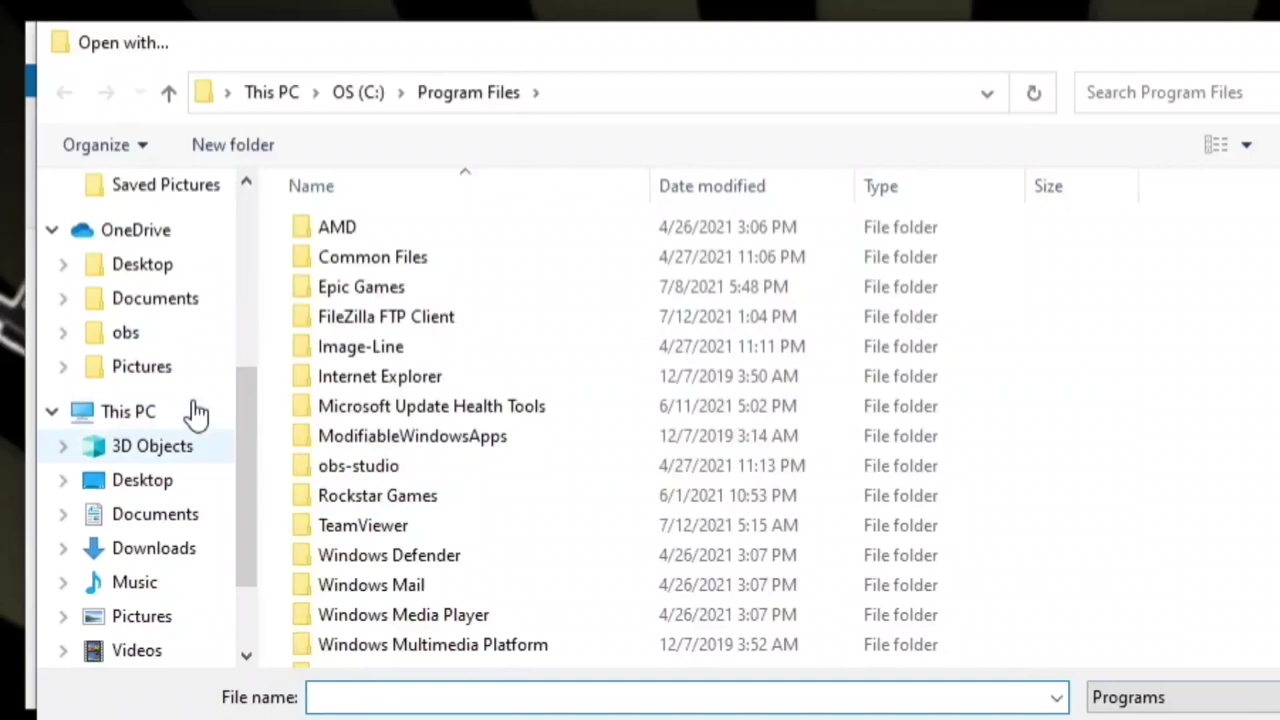 Open with...
This PC > OS (C:) > Program Files >
Search Program Files
Organize
New folder
Saved Pictures
OneDrive
Desktop
Documents
obs
Pictures
This PC
3D Objects
Desktop
Documents
Downloads
Music
Pictures
Videos
Name Date modified Type Size
AMD 4/26/2021 3:06 PM File folder
Common Files 4/27/2021 11:06 PM File folder
Epic Games 7/8/2021 5:48 PM File folder
FileZilla FTP Client 7/12/2021 1:04 PM File folder
Image-Line 4/27/2021 11:11 PM File folder
Internet Explorer 12/7/2019 3:50 AM File folder
Microsoft Update Health Tools 6/11/2021 5:02 PM File folder
ModifiableWindowsApps 12/7/2019 3:14 AM File folder
obs-studio 4/27/2021 11:13 PM File folder
Rockstar Games 6/1/2021 10:53 PM File folder
TeamViewer 7/12/2021 5:15 AM File folder
Windows Defender 4/26/2021 3:07 PM File folder
Windows Mail 4/26/2021 3:07 PM File folder
Windows Media Player 4/26/2021 3:07 PM File folder
Windows Multimedia Platform 12/7/2019 3:52 AM File folder
File name:
Programs